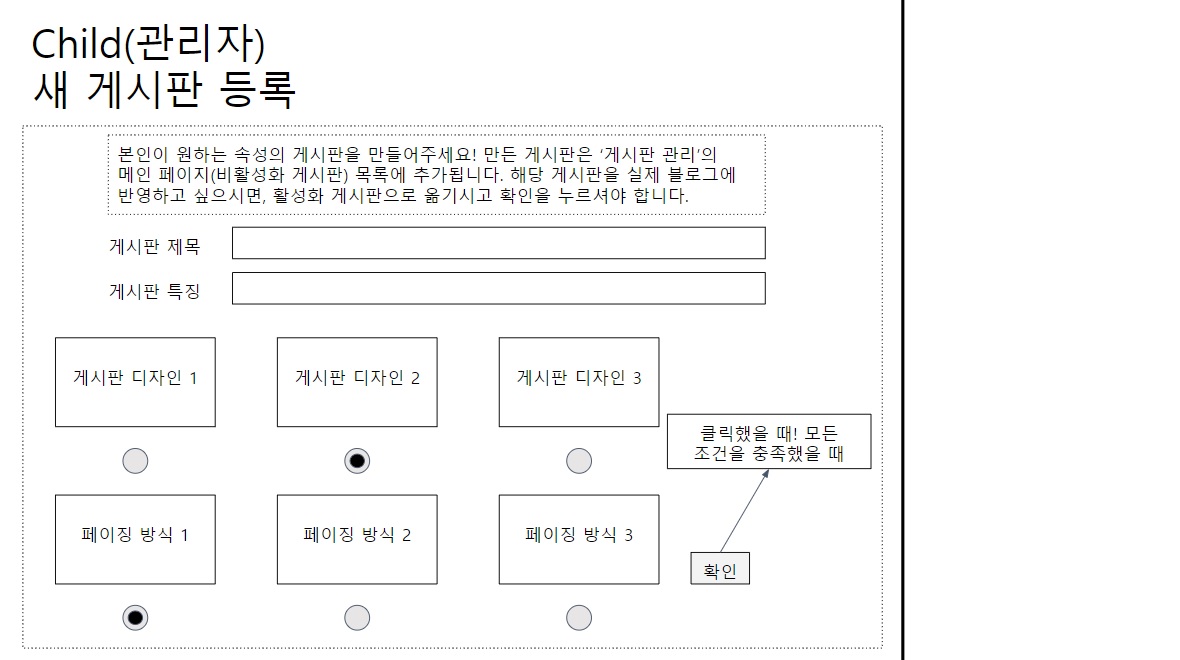 Child(관리자)
새 게시판 등록
본인이 원하는 속성의 게시판을 만들어주세요! 만든 게시판은 ‘게시판 관리’의
메인 페이지(비활성화 게시판) 목록에 추가됩니다. 해당 게시판을 실제 블로그에
반영하고 싶으시면, 활성화 게시판으로 옮기시고 확인을 누르셔야 합니다.
게시판 제목
게시판 특징
게시판 디자인 1
게시판 디자인 2
게시판 디자인 3
클릭했을 때! 모든
조건을 충족했을 때
페이징 방식 1
페이징 방식 2
페이징 방식 3
확인